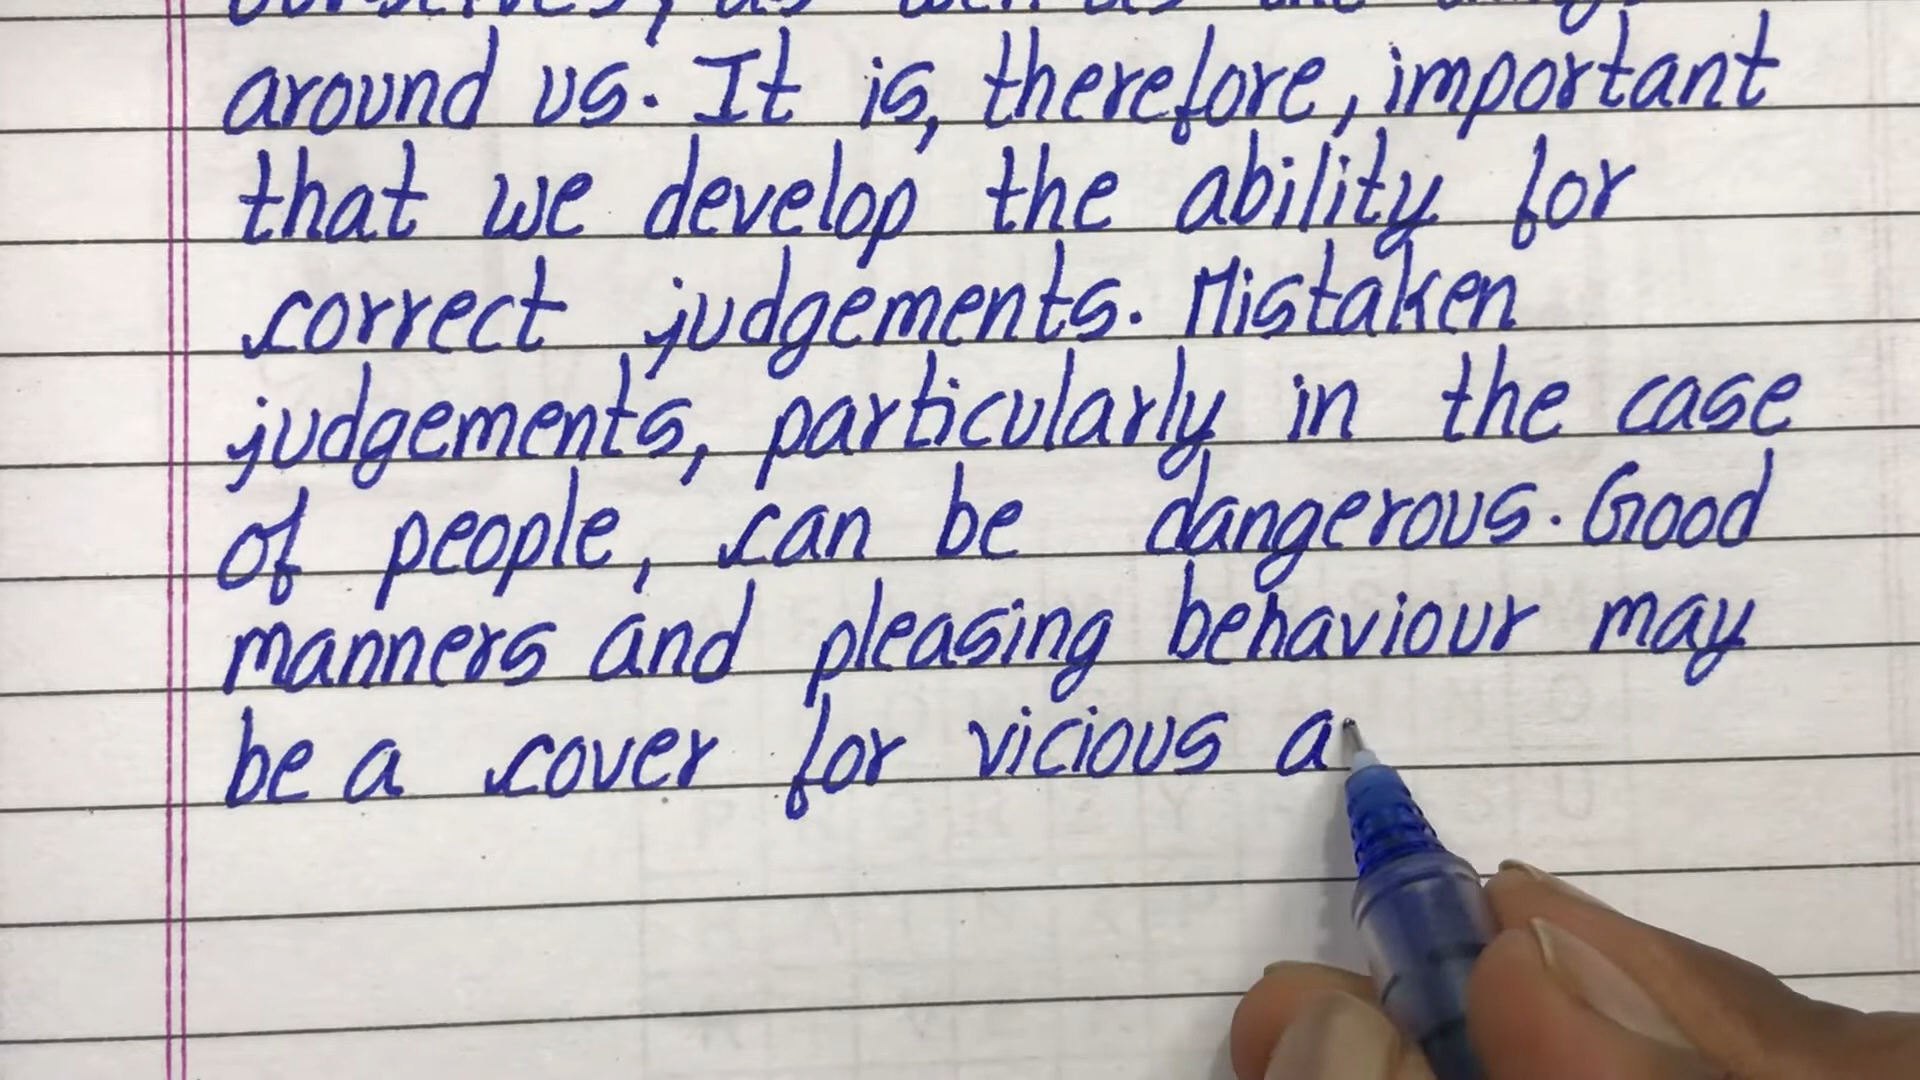 around us. It is, therefore, important
that we develop the ability for
correct judgements. Mistaken
judgements, particularly in the case
of people, can be dangerous. Good
manners and pleasing behaviour may
be a cover for vicious a